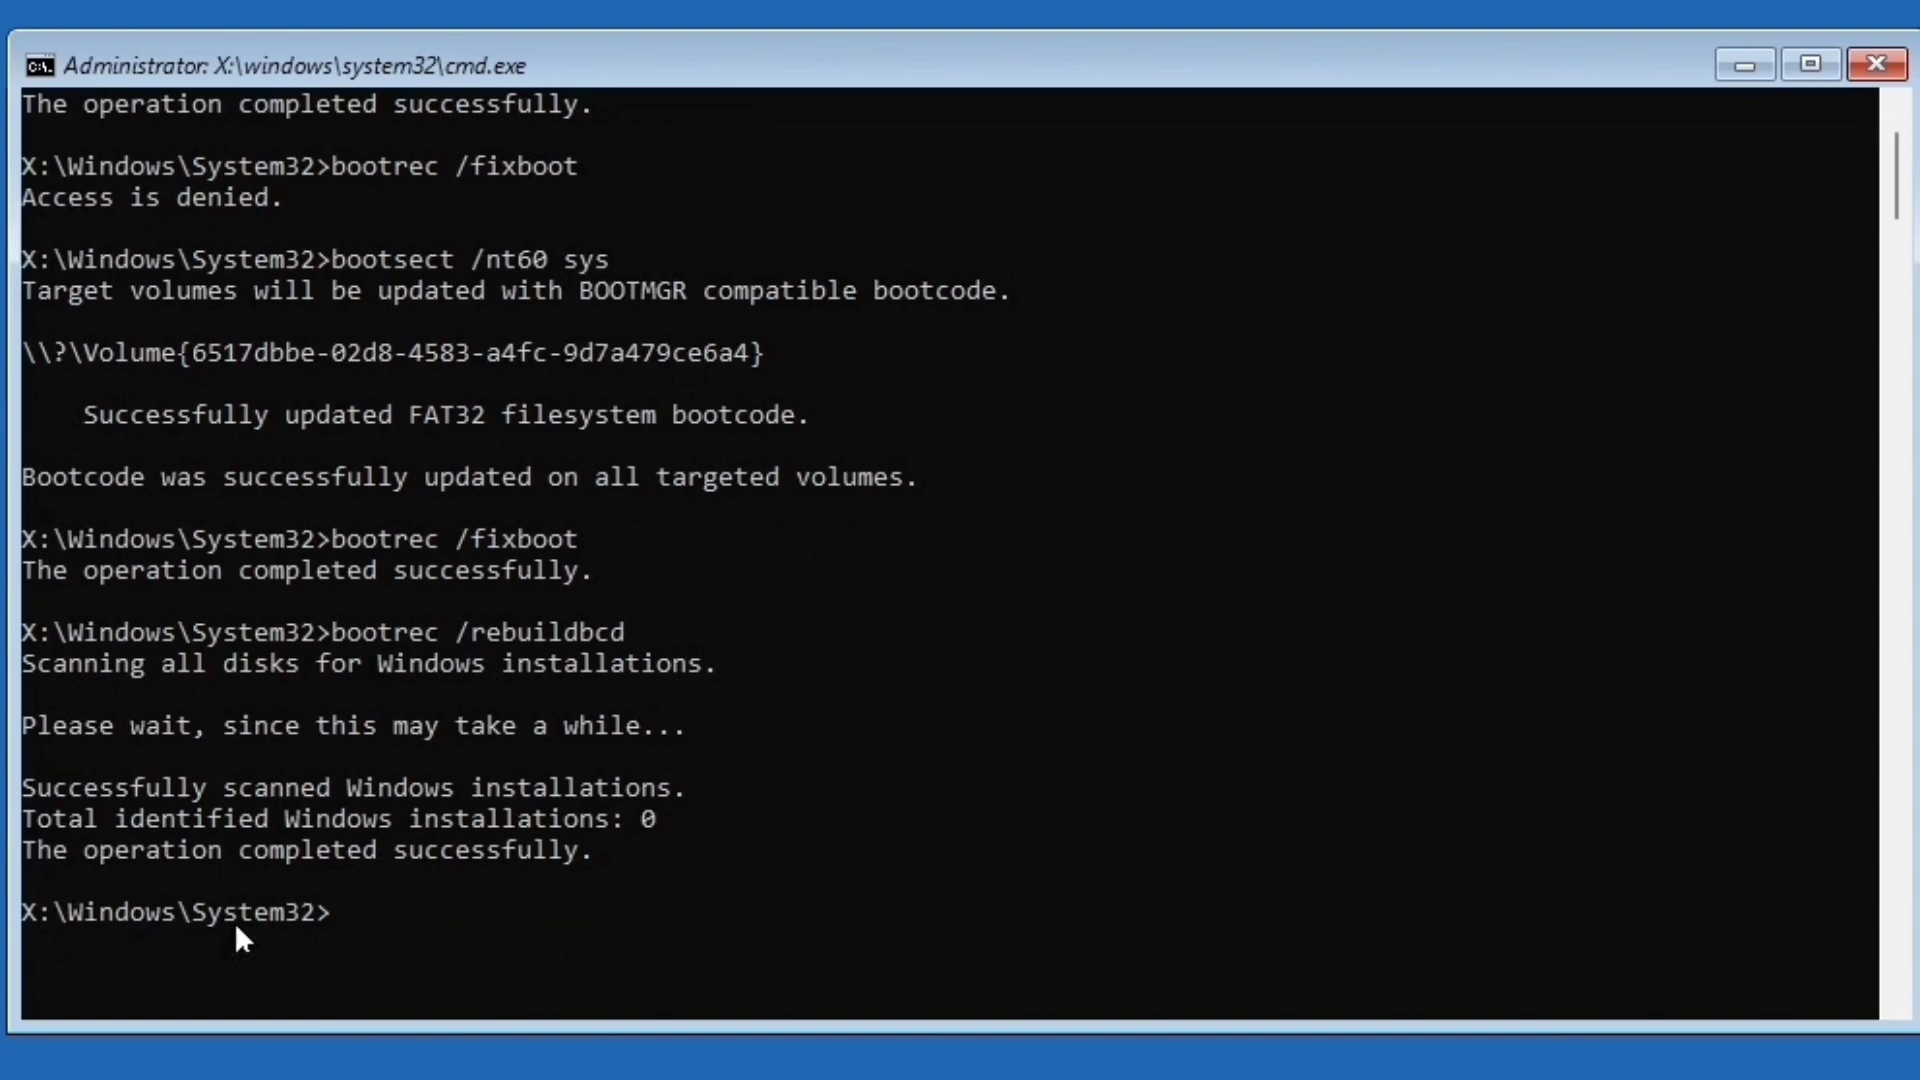 Administrator: X:\windows\system32\cmd.exe
The operation completed successfully.
X:\Windows\System32>bootrec /fixboot
Access is denied.
X:\Windows\System32>bootsect /nt60 sys
Target volumes will be updated with BOOTMGR compatible bootcode.
\\?\Volume{6517dbbe-02d8-4583-a4fc-9d7a479ce6a4}
Successfully updated FAT32 filesystem bootcode.
Bootcode was successfully updated on all targeted volumes.
X:\Windows\System32>bootrec /fixboot
The operation completed successfully.
X:\Windows\System32>bootrec /rebuildbcd
Scanning all disks for Windows installations.
Please wait, since this may take a while...
Successfully scanned Windows installations.
Total identified Windows installations: 0
The operation completed successfully.
X:\Windows\System32>